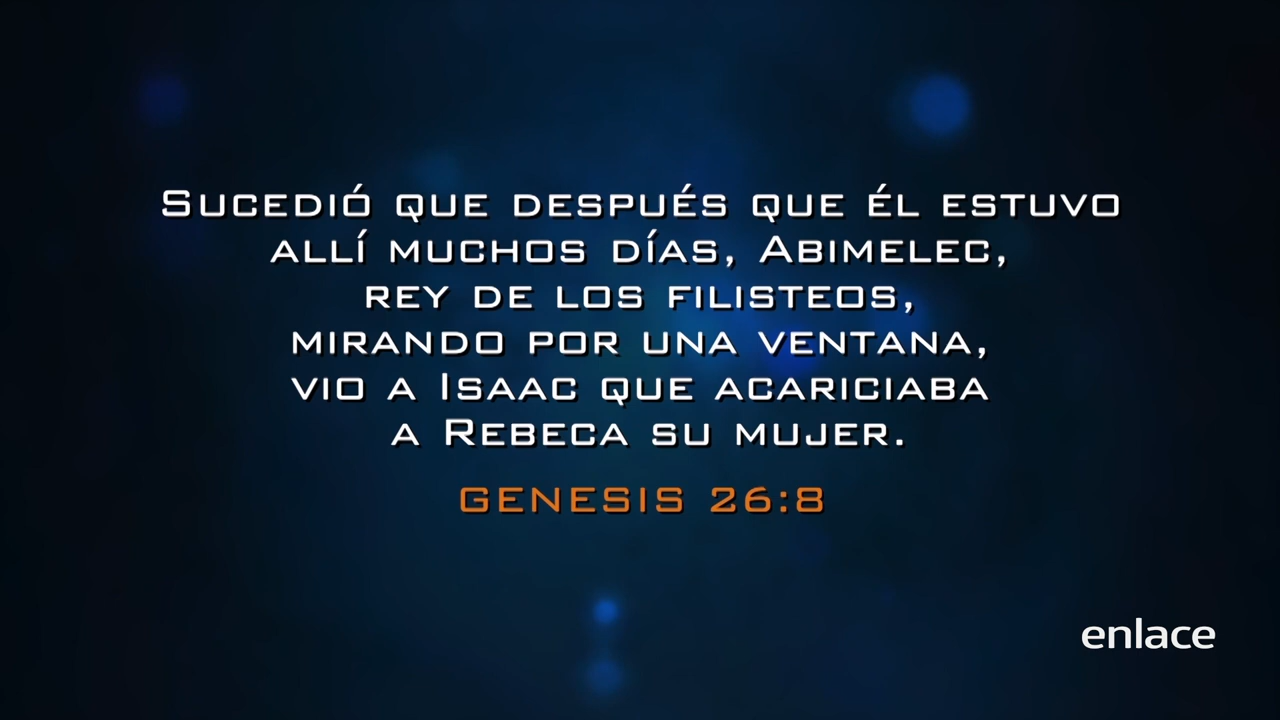 Sucedió que después que él estuvo
allí muchos días, Abimelec,
rey de los filisteos,
mirando por una ventana,
vio a Isaac que acariciaba
a Rebeca su mujer.
GENESIS 26:8
enlace